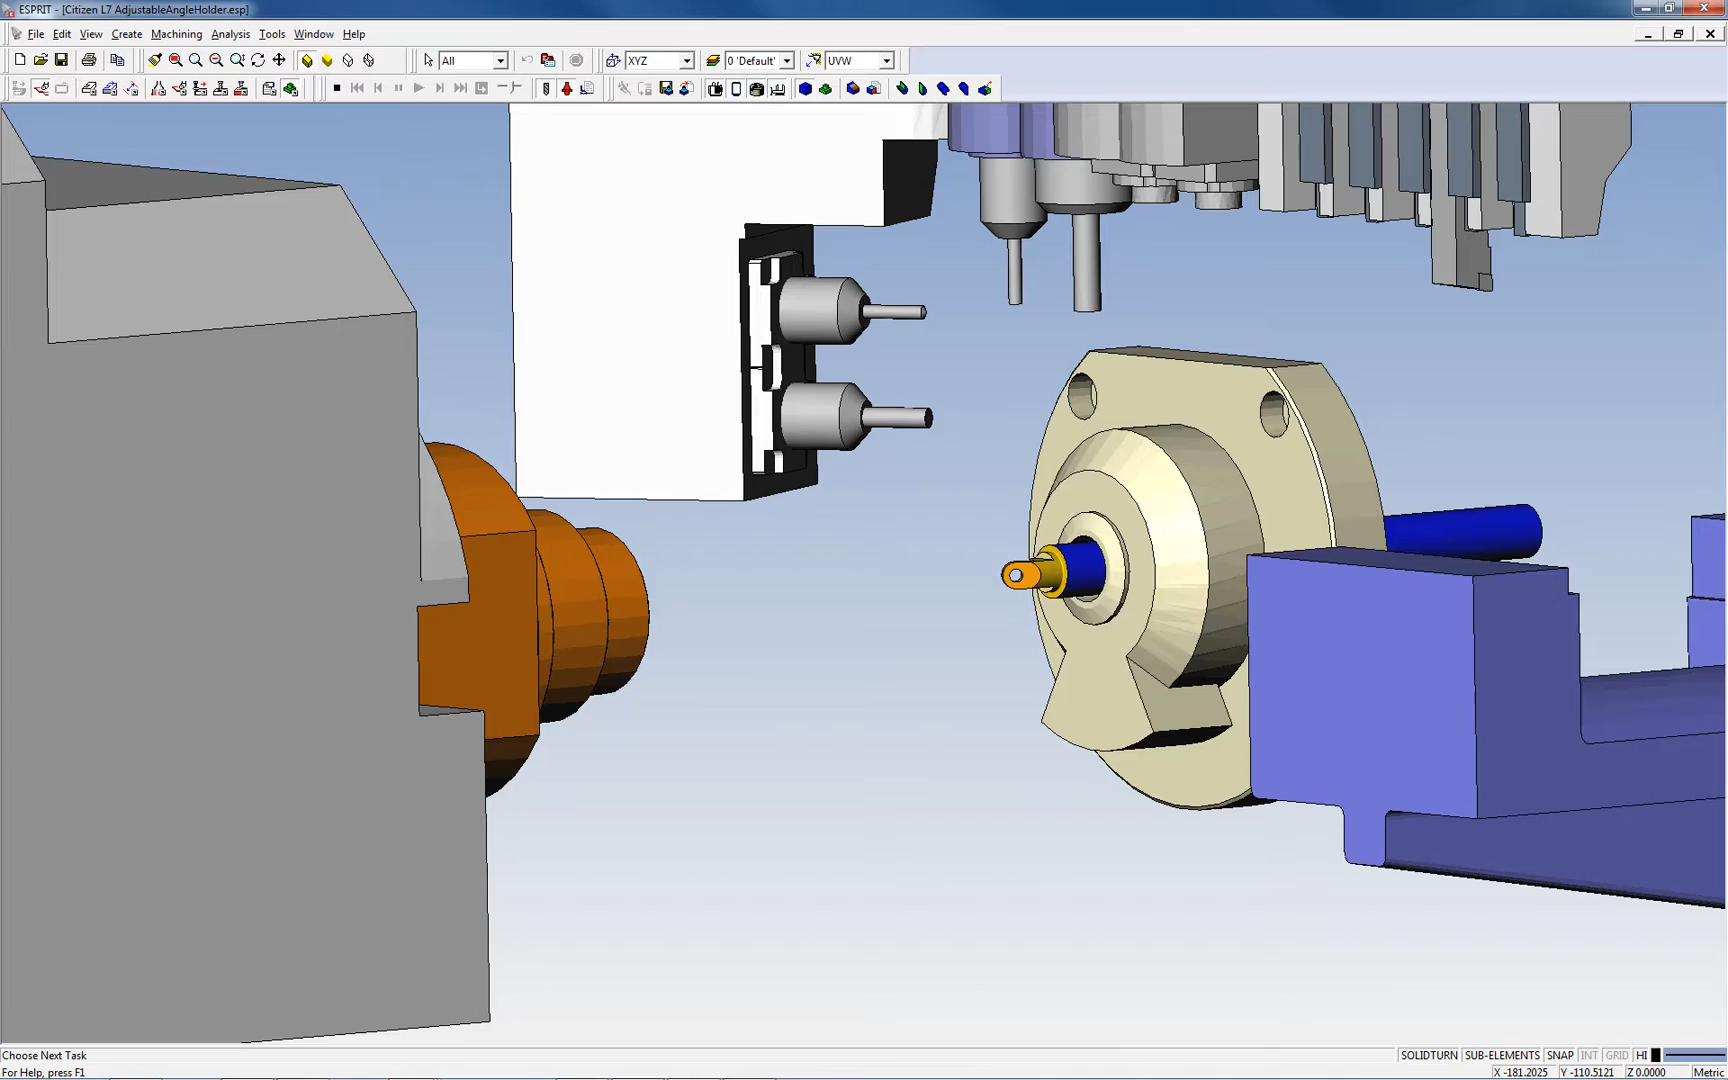 ESPRIT - [Citizen L7 AdjustableAngleHolder.esp]
File Edit View Create Machining Analysis Tools Window Help
All XYZ 0 'Default' UVW
Choose Next Task SOLIDTURN SUB-ELEMENTS SNAP INT GRID HI
For Help, press F1 X -181.2025 Y -110.5121 Z 0.0000 Metric